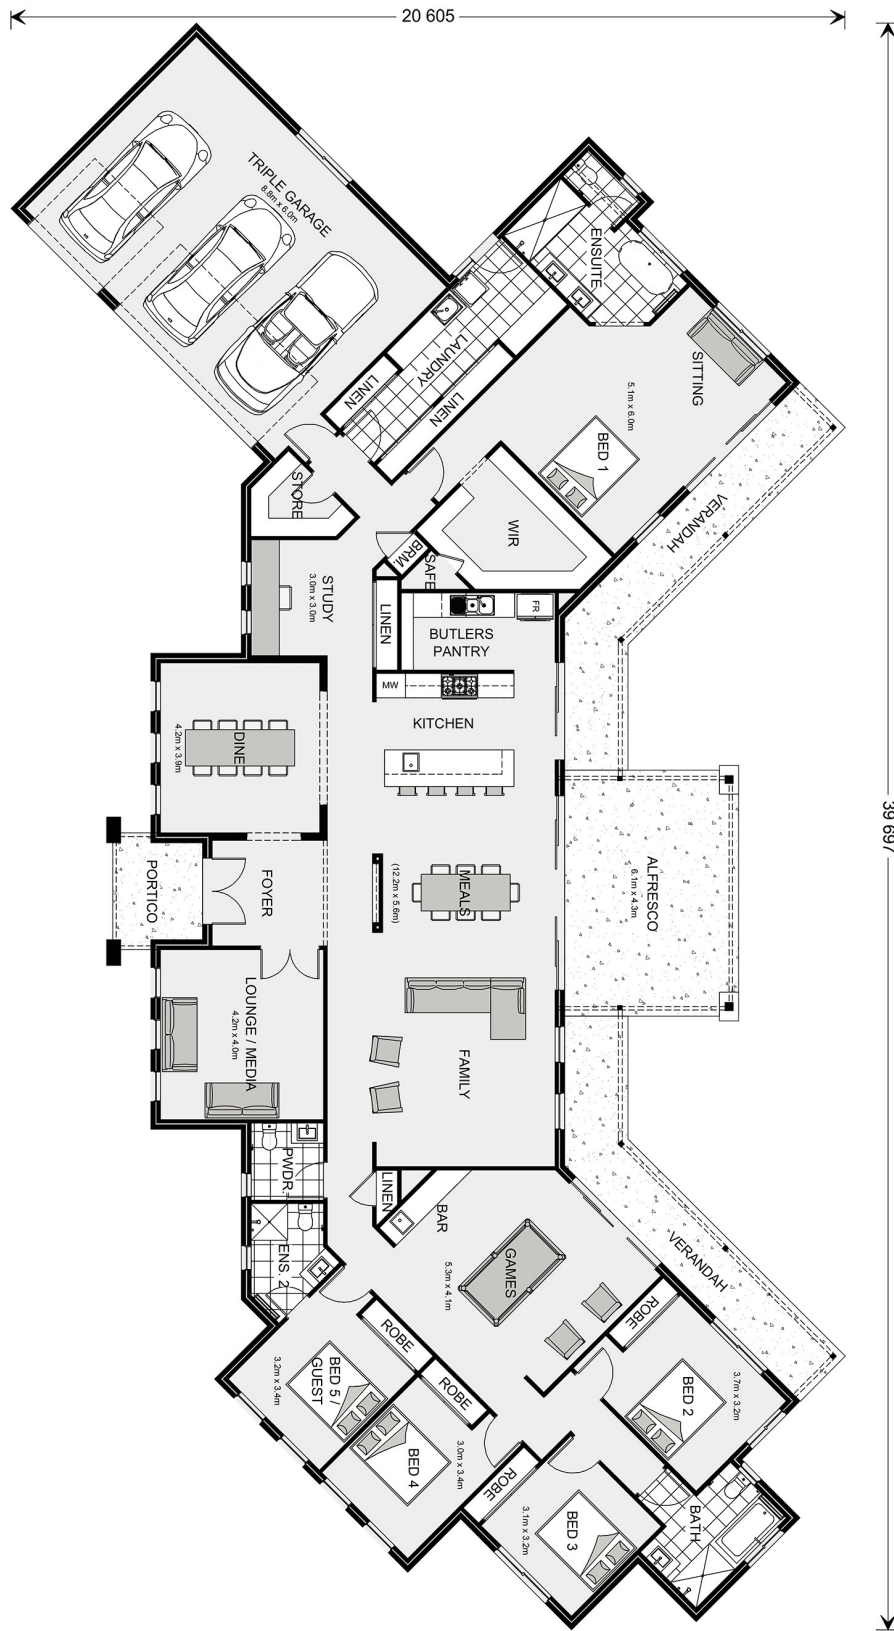 20 605
39 697
TRIPLE GARAGE
8.8m x 6.0m
ENSUITE
LAUNDRY
LINEN
LINEN
SITTING
5.1m x 6.0m
BED 1
VERANDAH
STORE
WIR
BRM.
SAFE
STUDY
3.0m x 3.0m
LINEN
BUTLERS
PANTRY
FR
MW
KITCHEN
DINE
4.2m x 3.9m
PORTICO
FOYER
MEALS
(12.2m x 5.6m)
ALFRESCO
6.1m x 4.3m
LOUNGE / MEDIA
4.2m x 4.0m
FAMILY
PWDR.
LINEN
BAR
ENS. 2
GAMES
5.3m x 4.1m
VERANDAH
ROBE
ROBE
ROBE
BED 5 /
GUEST
3.2m x 3.4m
BED 2
3.7m x 3.2m
BED 4
3.0m x 3.4m
ROBE
BED 3
3.1m x 3.2m
BATH